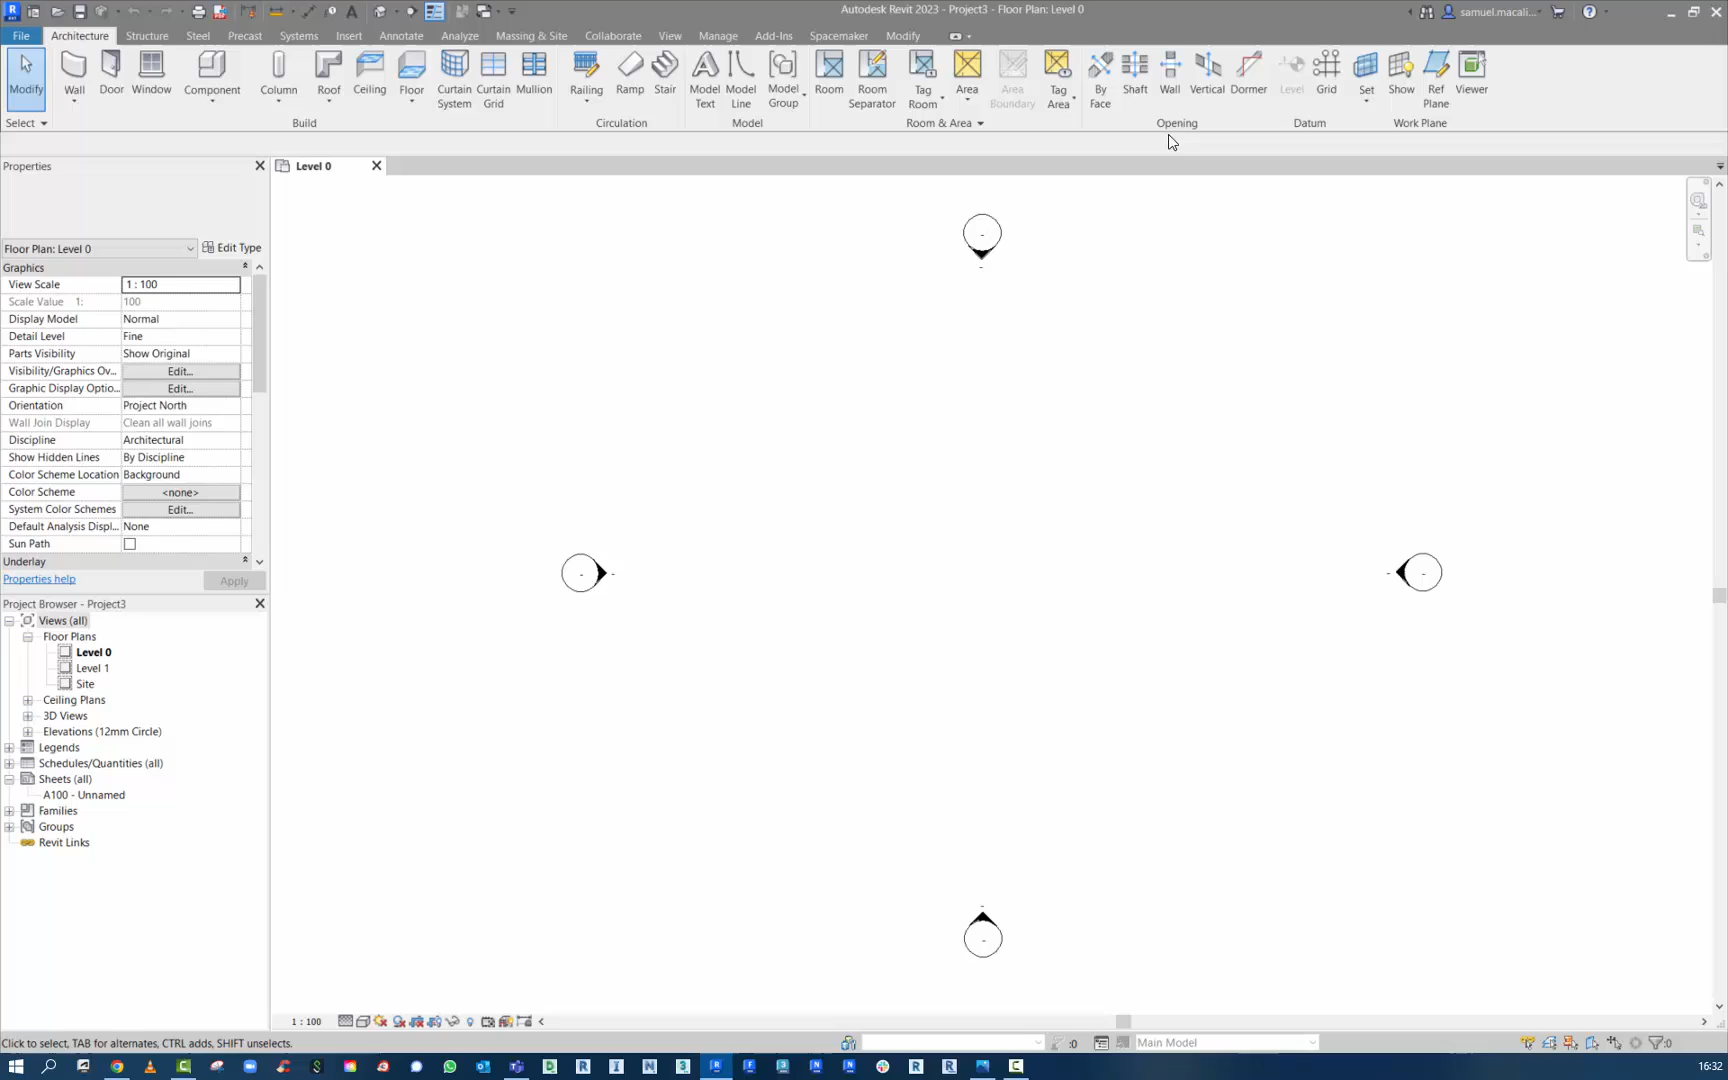 Autodesk Revit 2023 - Project3 - Floor Plan: Level 0
samuel.macali...
File Architecture Structure Steel Precast Systems Insert Annotate Analyze Massing & Site Collaborate View Manage Add-Ins Spacemaker Modify
Modify Wall Door Window Component Column Roof Ceiling Floor Curtain System Curtain Grid Mullion Railing Ramp Stair Model Text Model Line Model Group Room Room Separator Tag Room Area Area Boundary Tag Area By Face Shaft Wall Vertical Dormer Level Grid Set Show Ref Plane Viewer
Select Build Circulation Model Room & Area Opening Datum Work Plane
Properties
Level 0
Floor Plan: Level 0 Edit Type
Graphics
View Scale 1 : 100
Scale Value 1: 100
Display Model Normal
Detail Level Fine
Parts Visibility Show Original
Visibility/Graphics Ov... Edit...
Graphic Display Optio... Edit...
Orientation Project North
Wall Join Display Clean all wall joins
Discipline Architectural
Show Hidden Lines By Discipline
Color Scheme Location Background
Color Scheme <none>
System Color Schemes Edit...
Default Analysis Displ... None
Sun Path
Underlay
Properties help Apply
Project Browser - Project3
Views (all)
Floor Plans
Level 0
Level 1
Site
Ceiling Plans
3D Views
Elevations (12mm Circle)
Legends
Schedules/Quantities (all)
Sheets (all)
A100 - Unnamed
Families
Groups
Revit Links
1 : 100
Click to select, TAB for alternates, CTRL adds, SHIFT unselects.
:0
Main Model
:0
16:32